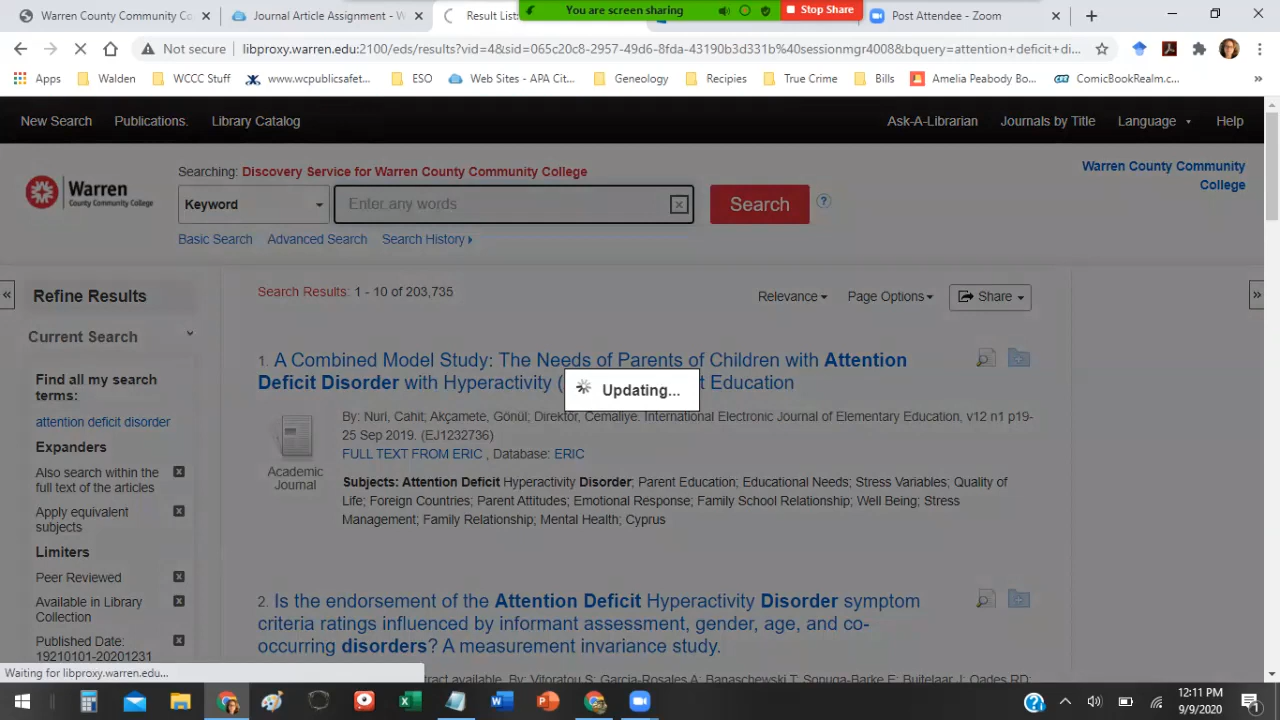 Warren County Community Co
Journal Article Assignment - W
Result List
You are screen sharing
Stop Share
Post Attendee - Zoom
Not secure
libproxy.warren.edu:2100/eds/results?vid=4&sid=065c20c8-2957-49d6-8fda-43190b3d331b%40sessionmgr4008&bquery=attention+deficit+di...
Apps
Walden
WCCC Stuff
www.wcpublicsafet...
ESO
Web Sites - APA Cit...
Geneology
Recipies
True Crime
Bills
Amelia Peabody Bo...
ComicBookRealm.c...
New Search
Publications.
Library Catalog
Ask-A-Librarian
Journals by Title
Language
Help
Searching: Discovery Service for Warren County Community College
Warren County Community
College
Warren
County Community College
Keyword
Enter any words
Search
Basic Search
Advanced Search
Search History
Refine Results
Search Results: 1 - 10 of 203,735
Relevance
Page Options
Share
Current Search
Find all my search
terms:
attention deficit disorder
Expanders
Also search within the
full text of the articles
Apply equivalent
subjects
Limiters
Peer Reviewed
Available in Library
Collection
Published Date:
19210101-20201231
1. A Combined Model Study: The Needs of Parents of Children with Attention
Deficit Disorder with Hyperactivity ( t Education
Updating...
By: Nuri, Cahit; Akçamete, Gönül; Direktör, Cemaliye. International Electronic Journal of Elementary Education, v12 n1 p19-
25 Sep 2019. (EJ1232736)
FULL TEXT FROM ERIC , Database: ERIC
Academic
Journal
Subjects: Attention Deficit Hyperactivity Disorder; Parent Education; Educational Needs; Stress Variables; Quality of
Life; Foreign Countries; Parent Attitudes; Emotional Response; Family School Relationship; Well Being; Stress
Management; Family Relationship; Mental Health; Cyprus
2. Is the endorsement of the Attention Deficit Hyperactivity Disorder symptom
criteria ratings influenced by informant assessment, gender, age, and co-
occurring disorders? A measurement invariance study.
Waiting for libproxy.warren.edu...
12:11 PM
9/9/2020